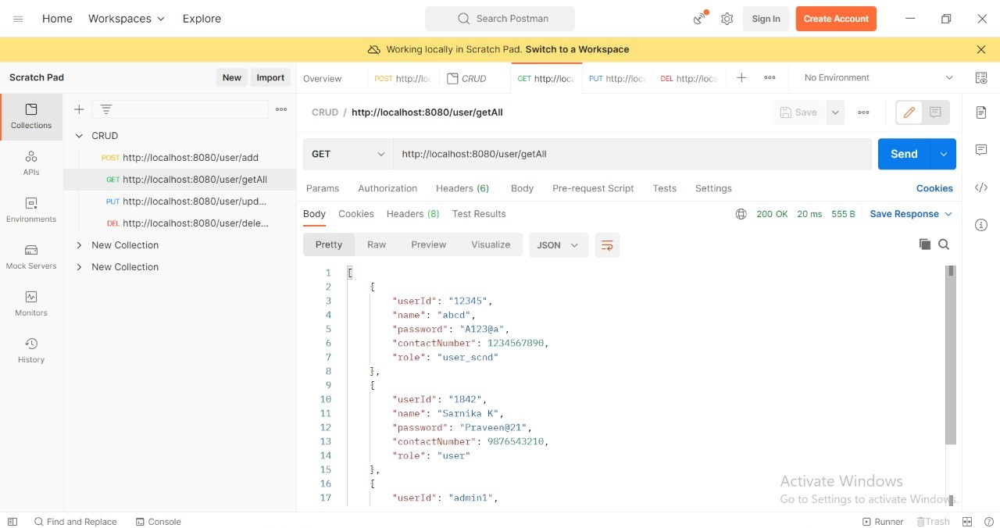 Home Workspaces Explore Search Postman Sign In Create Account
Working locally in Scratch Pad. Switch to a Workspace
Scratch Pad New Import
Overview POST http://loc CRUD GET http://loca PUT http://loca DEL http://loca No Environment
Collections
APIs
Environments
Mock Servers
Monitors
History
CRUD
POST http://localhost:8080/user/add
GET http://localhost:8080/user/getAll
PUT http://localhost:8080/user/upd...
DEL http://localhost:8080/user/dele...
New Collection
New Collection
CRUD / http://localhost:8080/user/getAll Save
GET http://localhost:8080/user/getAll Send
Params Authorization Headers (6) Body Pre-request Script Tests Settings Cookies
Body Cookies Headers (8) Test Results 200 OK 20 ms 555 B Save Response
Pretty Raw Preview Visualize JSON
1 [
2 {
3 "userId": "12345",
4 "name": "abcd",
5 "password": "A123@a",
6 "contactNumber": 1234567890,
7 "role": "user_scnd"
8 },
9 {
10 "userId": "1842",
11 "name": "Sarnika K",
12 "password": "Praveen@21",
13 "contactNumber": 9876543210,
14 "role": "user"
15 },
16 {
17 "userId": "admin1",
Activate Windows
Go to Settings to activate Windows.
Find and Replace Console Runner Trash